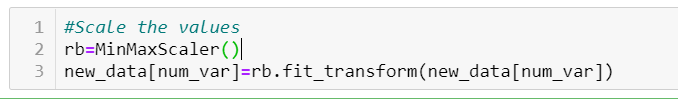 1 #Scale the values
2 rb=MinMaxScaler()
3 new_data[num_var]=rb.fit_transform(new_data[num_var])